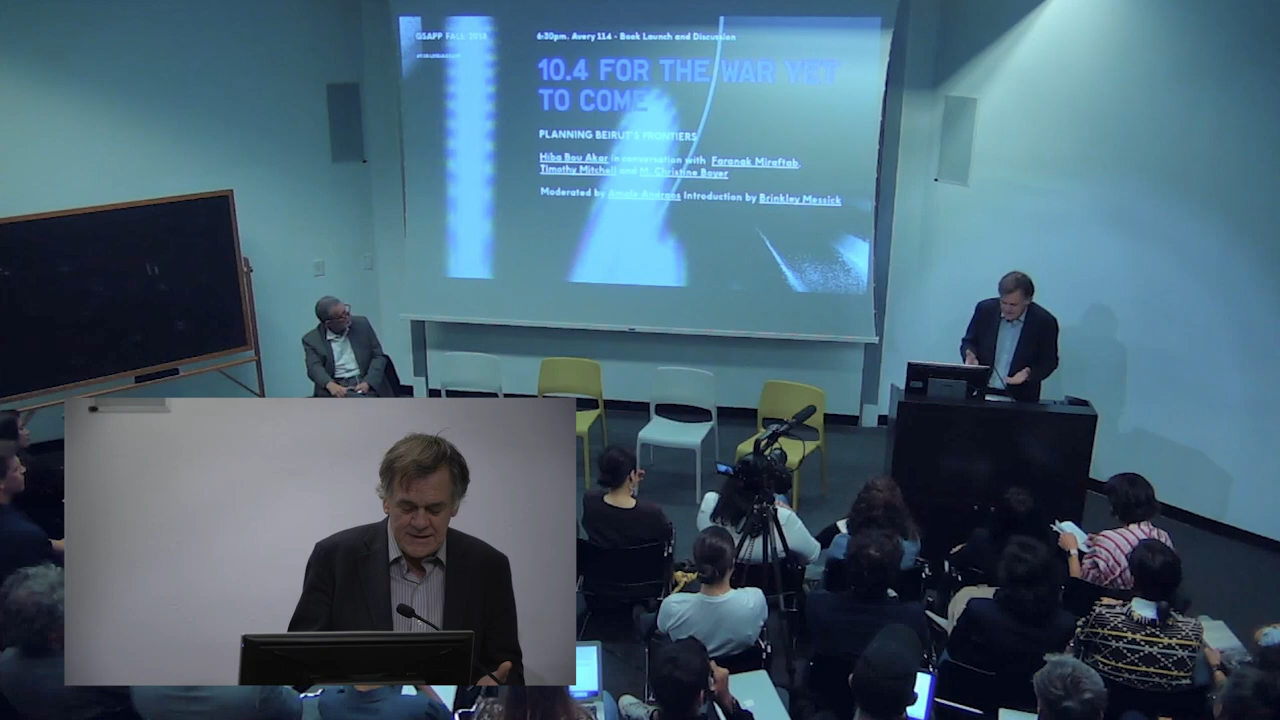 GSAPP FALL 2018
6:30pm, Avery 114 - Book Launch and Discussion
10.4 FOR THE WAR YET
TO COME
PLANNING BEIRUT'S FRONTIERS
Hiba Bou Akar in conversation with Faranak Miraftab,
Timothy Mitchell and M. Christine Boyer
Moderated by Amale Andraos Introduction by Brinkley Messick